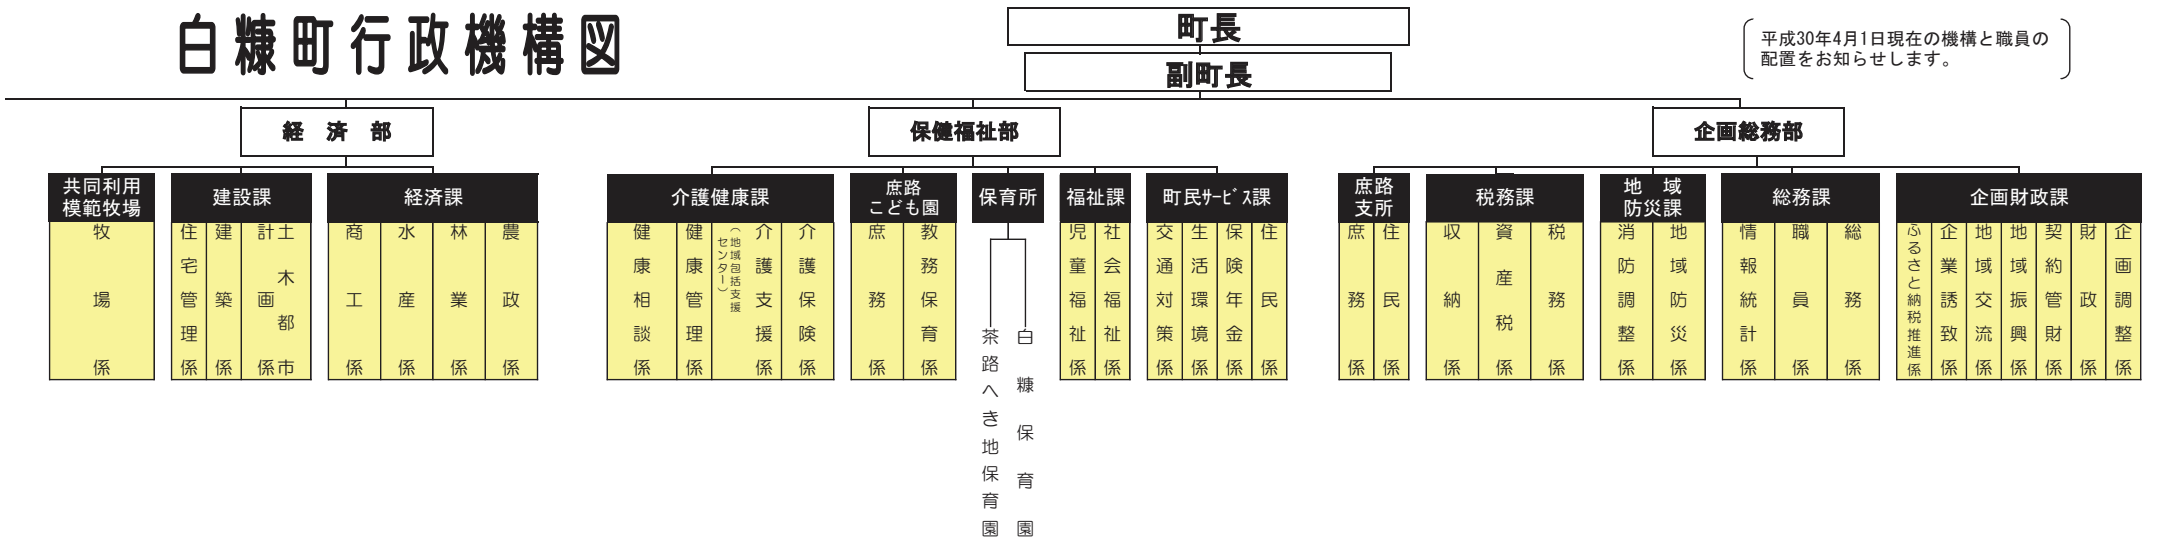 白糠町行政機構図
町長
副町長
平成30年4月1日現在の機構と職員の
配置をお知らせします。
企画総務部
企画財政課
企画調整係
財政係
契約管財係
地域振興係
地域交流係
企業誘致係
ふるさと納税推進係
総務課
総務係
職員係
情報統計係
地域
防災課
地域防災係
消防調整係
税務課
税務係
資産税係
収納係
庶路
支所
住民係
庶務係
保健福祉部
町民ｻｰﾋﾞｽ課
住民係
保険年金係
生活環境係
交通対策係
福祉課
社会福祉係
児童福祉係
保育所
白糠保育園
茶路へき地保育園
庶路
こども園
教務保育係
庶務係
介護健康課
介護保険係
介護支援係
（地域包括支援
センター）
健康管理係
健康相談係
経済部
経済課
農政係
林業係
水産係
商工係
建設課
土木都市
計画係
建築係
住宅管理係
共同利用
模範牧場
牧場係